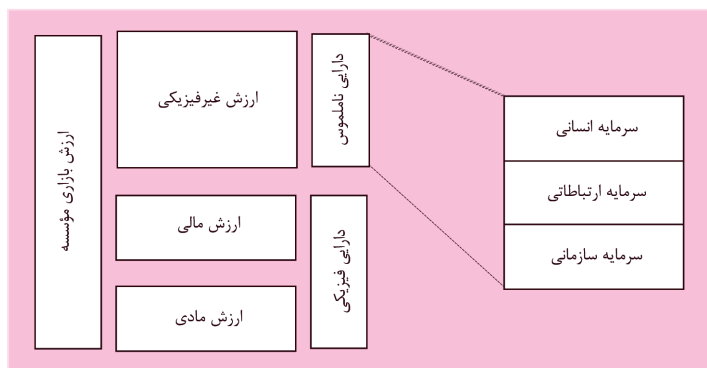 ارزش بازاری مؤسسه
ارزش غیرفیزیکی
ارزش مالی
ارزش مادی
دارایی ناملموس
دارایی فیزیکی
سرمایه انسانی
سرمایه ارتباطاتی
سرمایه سازمانی